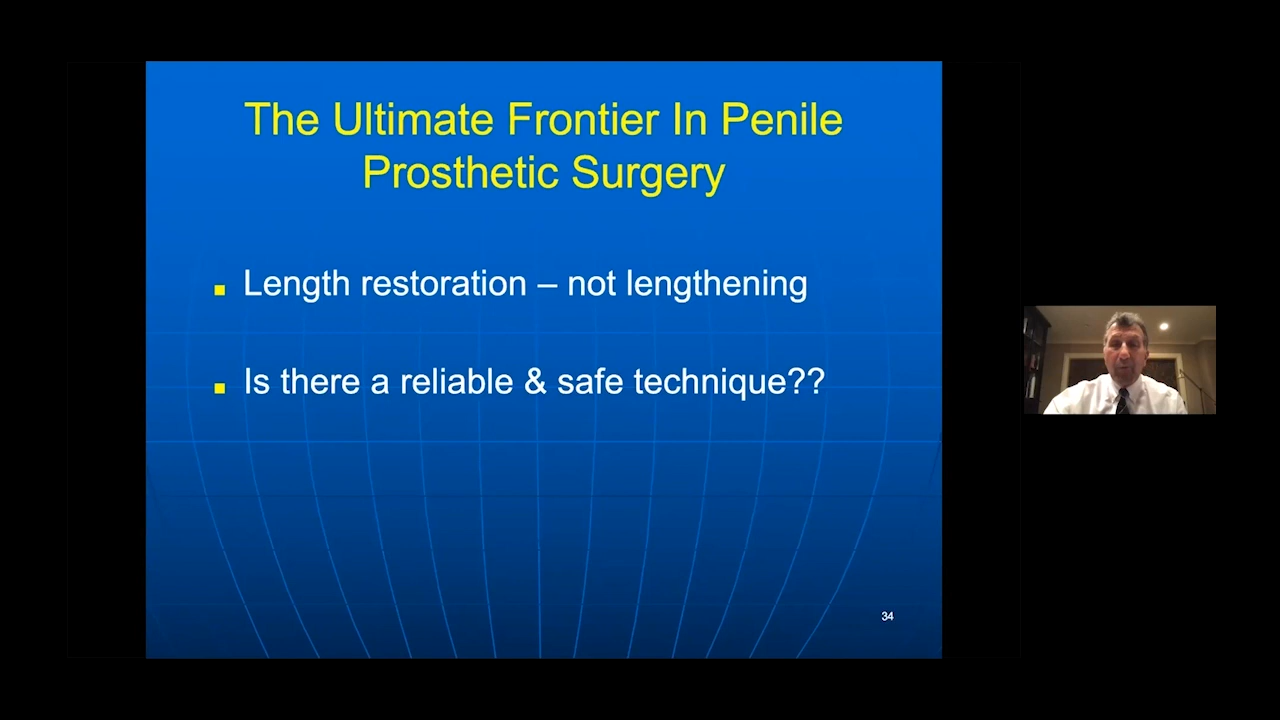 The Ultimate Frontier In Penile
Prosthetic Surgery
Length restoration – not lengthening
Is there a reliable & safe technique??
34